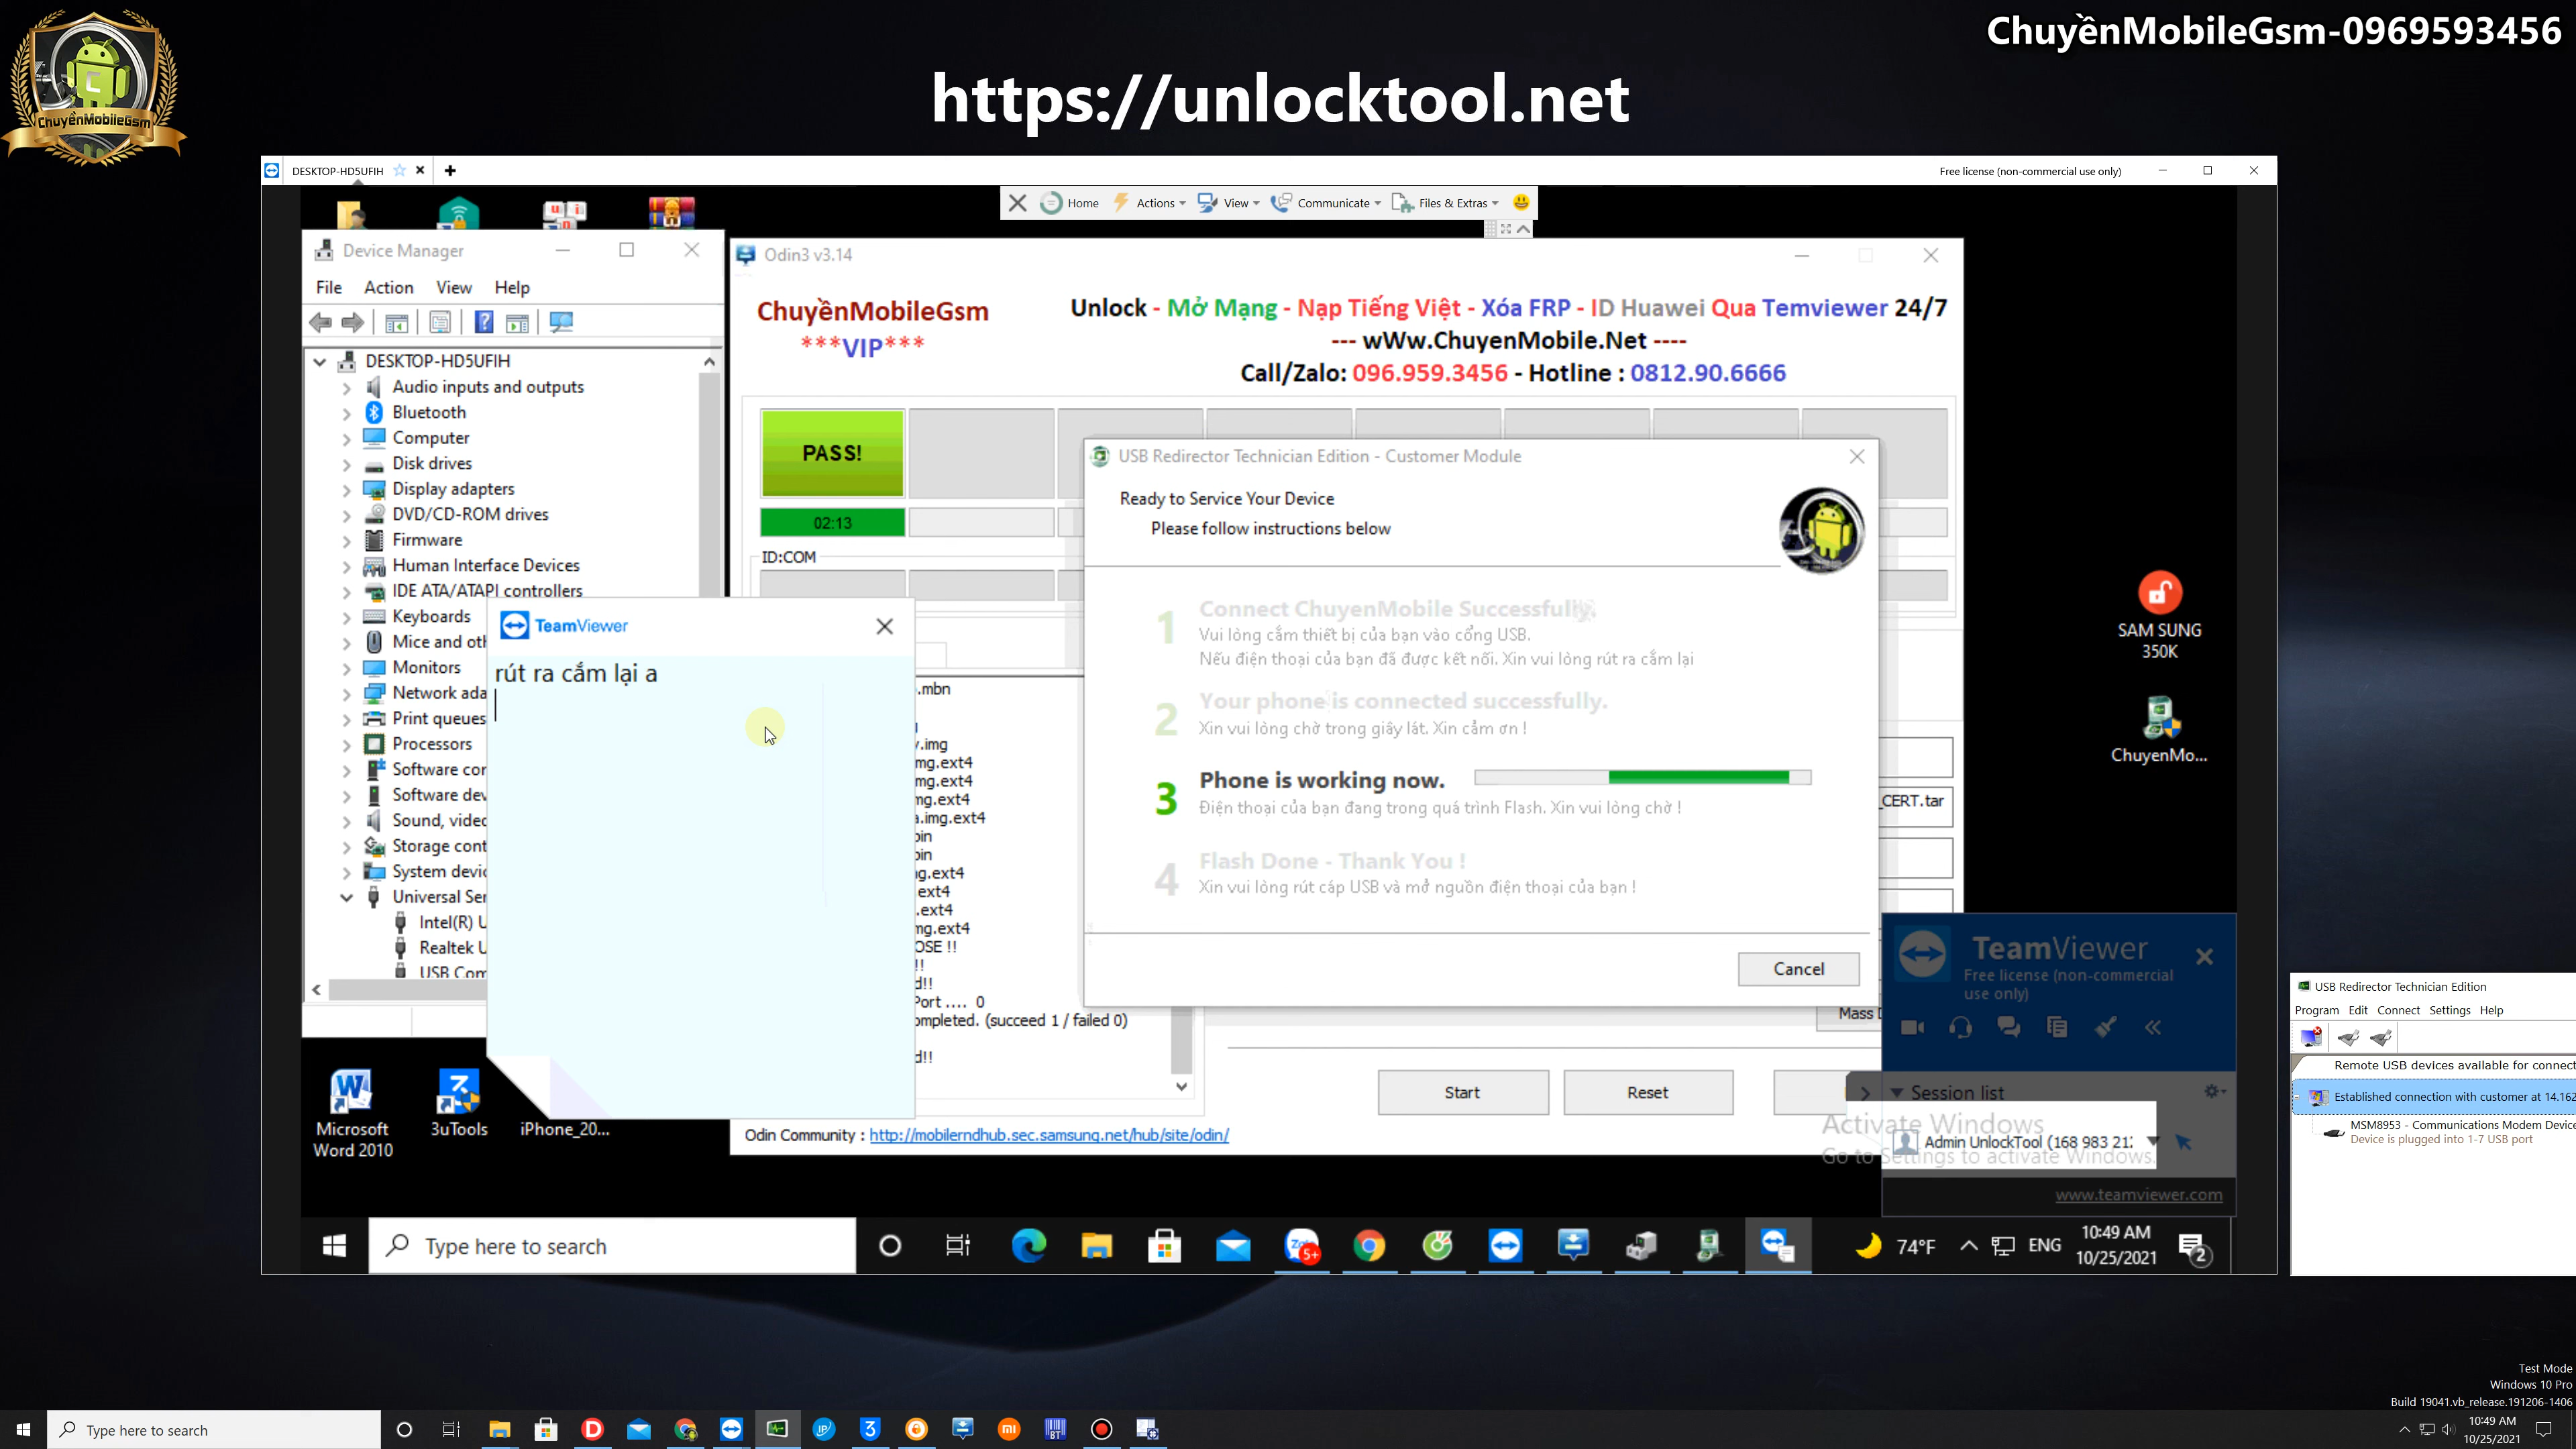 ChuyềnMobileGsm-0969593456
https://unlocktool.net
ChuyềnMobileGsm
DESKTOP-HD5UFIH
Free license (non-commercial use only)
Home
Actions
View
Communicate
Files & Extras
Device Manager
File Action View Help
DESKTOP-HD5UFIH
Audio inputs and outputs
Bluetooth
Computer
Disk drives
Display adapters
DVD/CD-ROM drives
Firmware
Human Interface Devices
IDE ATA/ATAPI controllers
Keyboards
Mice and oth
Monitors
Network ada
Print queues
Processors
Software cor
Software dev
Sound, videc
Storage cont
System devic
Universal Ser
Intel(R) U
Realtek U
USB Com
Odin3 v3.14
ChuyềnMobileGsm
***VIP***
Unlock - Mở Mạng - Nạp Tiếng Việt - Xóa FRP - ID Huawei Qua Temviewer 24/7
--- wWw.ChuyenMobile.Net ----
Call/Zalo: 096.959.3456 - Hotline : 0812.90.6666
PASS!
02:13
ID:COM
USB Redirector Technician Edition - Customer Module
Ready to Service Your Device
Please follow instructions below
1 Connect ChuyenMobile Successfully
Vui lòng cắm thiết bị của bạn vào cổng USB.
Nếu điện thoại của bạn đã được kết nối. Xin vui lòng rút ra cắm lại
2 Your phone is connected successfully.
Xin vui lòng chờ trong giây lát. Xin cảm ơn !
3 Phone is working now.
Điện thoại của bạn đang trong quá trình Flash. Xin vui lòng chờ !
4 Flash Done - Thank You !
Xin vui lòng rút cáp USB và mở nguồn điện thoại của bạn !
Cancel
TeamViewer
rút ra cắm lại a
.mbn
.img
mg.ext4
mg.ext4
mg.ext4
a.img.ext4
bin
bin
g.ext4
.ext4
.ext4
mg.ext4
OSE !!
!!
d!!
Port .... 0
ompleted. (succeed 1 / failed 0)
d!!
_CERT.tar
Mass D
Start
Reset
Odin Community : http://mobilerndhub.sec.samsung.net/hub/site/odin/
SAM SUNG
350K
ChuyenMo...
TeamViewer
Free license (non-commercial
use only)
Session list
Activate Windows
Admin UnlockTool (168 983 212
Go to Settings to activate Windows.
www.teamviewer.com
Microsoft
Word 2010
3uTools
iPhone_20...
Type here to search
5+
74°F
ENG
10:49 AM
10/25/2021
2
USB Redirector Technician Edition
Program Edit Connect Settings Help
Remote USB devices available for connect
Established connection with customer at 14.162
MSM8953 - Communications Modem Device
Device is plugged into 1-7 USB port
Test Mode
Windows 10 Pro
Build 19041.vb_release.191206-1406
Type here to search
10:49 AM
10/25/2021